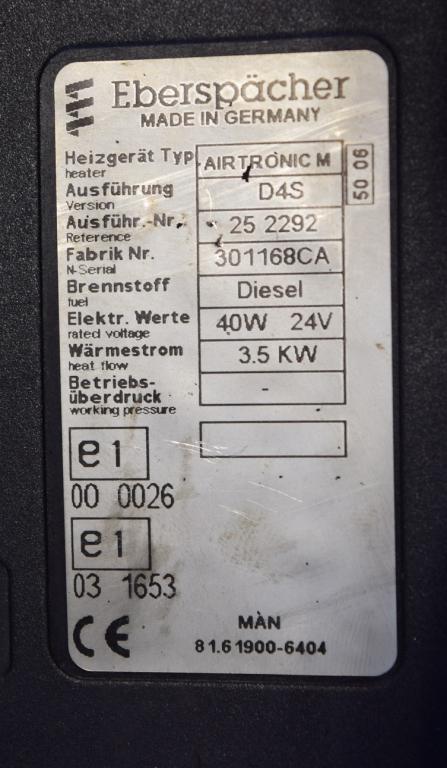 Eberspächer
MADE IN GERMANY
Heizgerät Typ AIRTRONIC M
heater
50 06
Ausführung D4S
Version
Ausführ.-Nr. 25 2292
Reference
Fabrik Nr. 301168CA
N-Serial
Brennstoff Diesel
fuel
Elektr. Werte 40W 24V
rated voltage
Wärmestrom 3.5 KW
heat flow
Betriebs-
überdruck -
working pressure
e1
00 0026
e1
03 1653
CE
MÀN
81.61900-6404